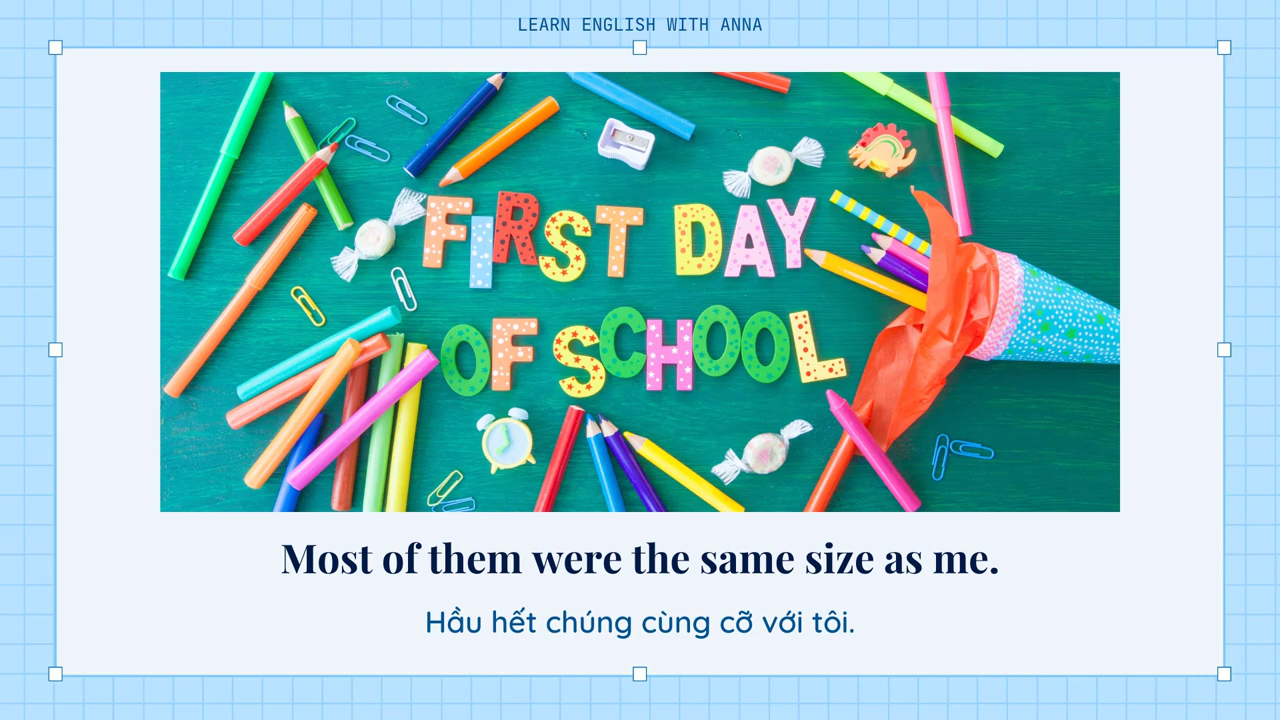 LEARN ENGLISH WITH ANNA
FIRST DAY
OF SCHOOL
Most of them were the same size as me.
Hầu hết chúng cùng cỡ với tôi.